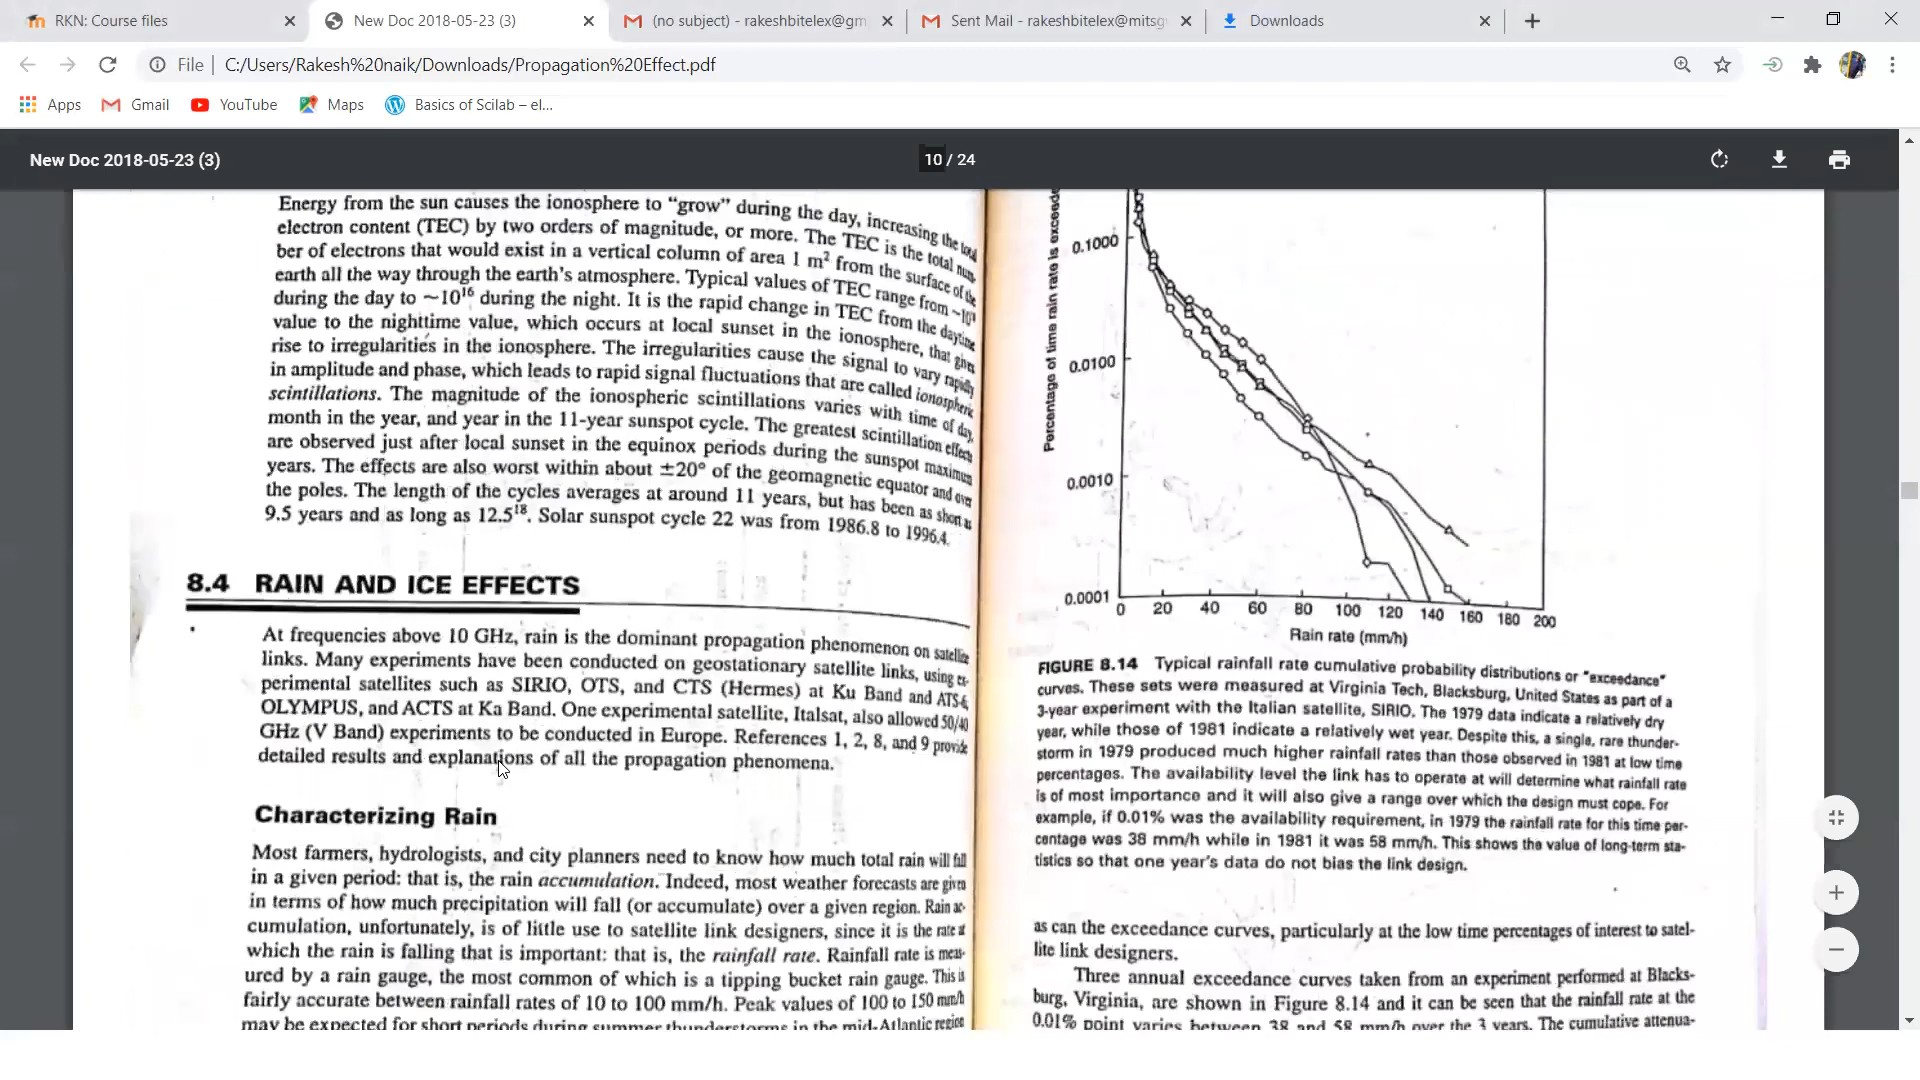 RKN: Course files
New Doc 2018-05-23 (3)
(no subject) - rakeshbitelex@gm
Sent Mail - rakeshbitelex@mitsg
Downloads
File
C:/Users/Rakesh%20naik/Downloads/Propagation%20Effect.pdf
Apps
Gmail
YouTube
Maps
Basics of Scilab – el...
New Doc 2018-05-23 (3)
10 / 24
Energy from the sun causes the ionosphere to "grow" during the day, increasing the total
electron content (TEC) by two orders of magnitude, or more. The TEC is the total num-
ber of electrons that would exist in a vertical column of area 1 m² from the surface of the
earth all the way through the earth's atmosphere. Typical values of TEC range from ~10¹⁸
during the day to ~10¹⁶ during the night. It is the rapid change in TEC from the daytime
value to the nighttime value, which occurs at local sunset in the ionosphere, that gives
rise to irregularities in the ionosphere. The irregularities cause the signal to vary rapidly
in amplitude and phase, which leads to rapid signal fluctuations that are called ionospheric
scintillations. The magnitude of the ionospheric scintillations varies with time of day,
month in the year, and year in the 11-year sunspot cycle. The greatest scintillation effects
are observed just after local sunset in the equinox periods during the sunspot maximum
years. The effects are also worst within about ±20° of the geomagnetic equator and over
the poles. The length of the cycles averages at around 11 years, but has been as short as
9.5 years and as long as 12.5¹⁸. Solar sunspot cycle 22 was from 1986.8 to 1996.4.
8.4 RAIN AND ICE EFFECTS
At frequencies above 10 GHz, rain is the dominant propagation phenomenon on satellite
links. Many experiments have been conducted on geostationary satellite links, using ex-
perimental satellites such as SIRIO, OTS, and CTS (Hermes) at Ku Band and ATS-6,
OLYMPUS, and ACTS at Ka Band. One experimental satellite, Italsat, also allowed 50/40
GHz (V Band) experiments to be conducted in Europe. References 1, 2, 8, and 9 provide
detailed results and explanations of all the propagation phenomena.
Characterizing Rain
Most farmers, hydrologists, and city planners need to know how much total rain will fall
in a given period: that is, the rain accumulation. Indeed, most weather forecasts are given
in terms of how much precipitation will fall (or accumulate) over a given region. Rain ac-
cumulation, unfortunately, is of little use to satellite link designers, since it is the rate at
which the rain is falling that is important: that is, the rainfall rate. Rainfall rate is meas-
ured by a rain gauge, the most common of which is a tipping bucket rain gauge. This is
fairly accurate between rainfall rates of 10 to 100 mm/h. Peak values of 100 to 150 mm/h
may be expected for short periods during summer thunderstorms in the mid-Atlantic region
Percentage of time rain rate is exceede
0.1000
0.0100
0.0010
0.0001
0 20 40 60 80 100 120 140 160 180 200
Rain rate (mm/h)
FIGURE 8.14 Typical rainfall rate cumulative probability distributions or "exceedance"
curves. These sets were measured at Virginia Tech, Blacksburg, United States as part of a
3-year experiment with the Italian satellite, SIRIO. The 1979 data indicate a relatively dry
year, while those of 1981 indicate a relatively wet year. Despite this, a single, rare thunder-
storm in 1979 produced much higher rainfall rates than those observed in 1981 at low time
percentages. The availability level the link has to operate at will determine what rainfall rate
is of most importance and it will also give a range over which the design must cope. For
example, if 0.01% was the availability requirement, in 1979 the rainfall rate for this time per-
centage was 38 mm/h while in 1981 it was 58 mm/h. This shows the value of long-term sta-
tistics so that one year's data do not bias the link design.
as can the exceedance curves, particularly at the low time percentages of interest to satel-
lite link designers.
Three annual exceedance curves taken from an experiment performed at Blacks-
burg, Virginia, are shown in Figure 8.14 and it can be seen that the rainfall rate at the
0.01% point varies between 38 and 58 mm/h over the 3 years. The cumulative attenua-